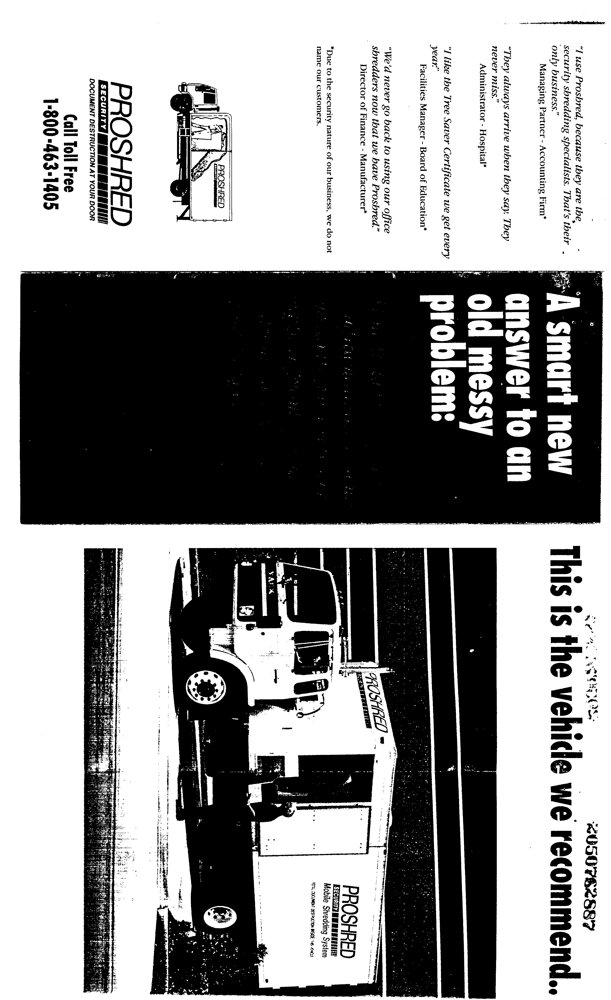 "I use Proshred, because they are the
security shredding specialists. That's their
only business."
Managing Partner - Accounting Firm*
"They always arrive when they say. They
never miss."
Administrator - Hospital*
"I like the Tree Saver Certificate we get every
year."
Facilities Manager - Board of Education*
"We'd never go back to using our office
shredders now that we have Proshred."
Director of Finance - Manufacturer*
*Due to the security nature of our business, we do not
name our customers.
PROSHRED
PROSHRED
SECURITY
DOCUMENT DESTRUCTION AT YOUR DOOR
Call Toll Free
1-800-463-1405
A smart new
answer to an
old messy
problem:
This is the vehicle we recommend..
2050762887
PROSHRED
PROSHRED
SECURITY
Mobile Shredding System